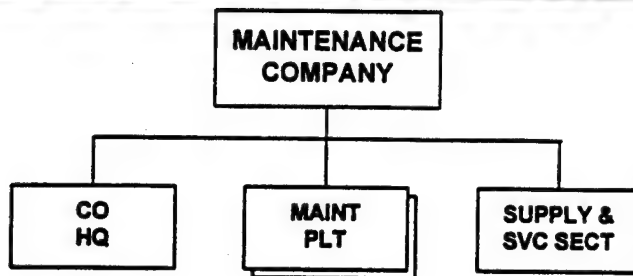 MAINTENANCE
COMPANY
CO
HQ
MAINT
PLT
SUPPLY &
SVC SECT